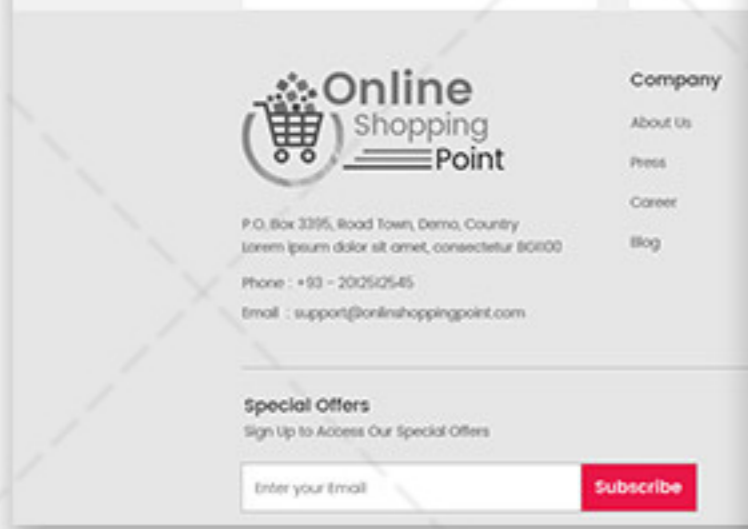 Online
Shopping
Point
P.O. Box 3395, Road Town, Demo, Country
Lorem ipsum dolor sit amet, consectetur BG1100
Phone : +93 - 2012512545
Email : support@onlinshoppingpoint.com
Company
About Us
Press
Career
Blog
Special Offers
Sign Up to Access Our Special Offers
Enter your Email
Subscribe